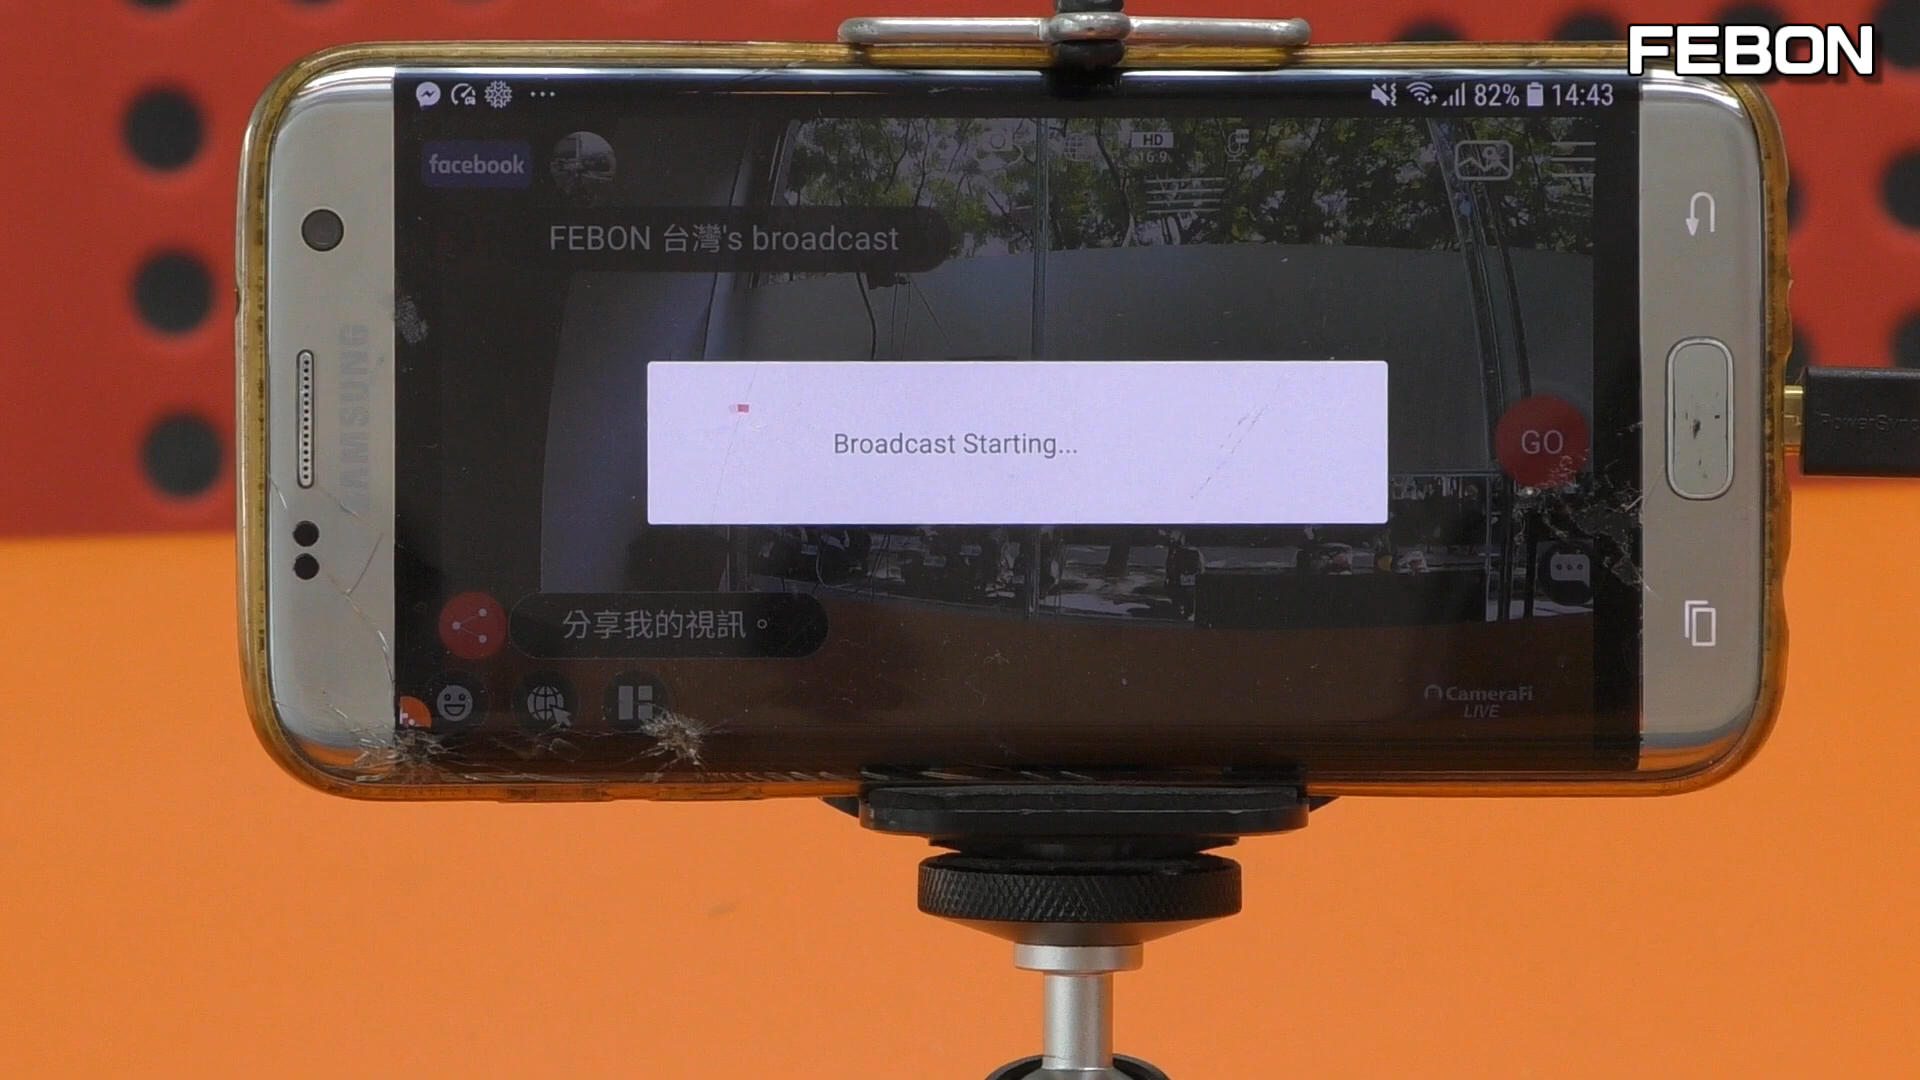 FEBON
82% 14:43
facebook
HD
16:9
FEBON 台灣's broadcast
SAMSUNG
Broadcast Starting...
GO
PowerSync
分享我的視訊。
CameraFi
LIVE